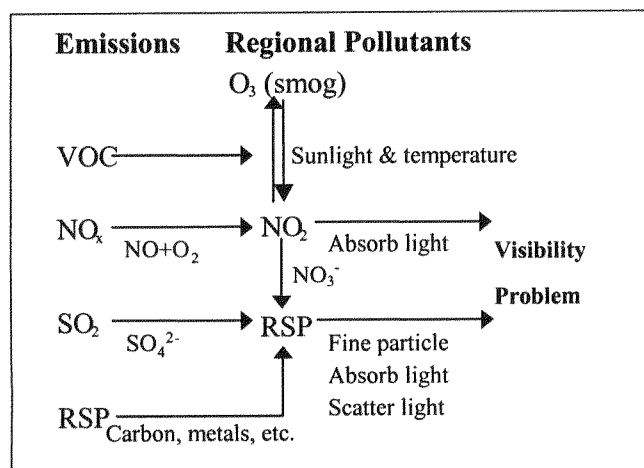 Emissions Regional Pollutants
O₃ (smog)
VOC Sunlight & temperature
NOₓ NO+O₂ NO₂ Absorb light
Visibility
NO₃⁻
Problem
SO₂ SO₄²⁻ RSP Fine particle
Absorb light
Scatter light
RSP Carbon, metals, etc.